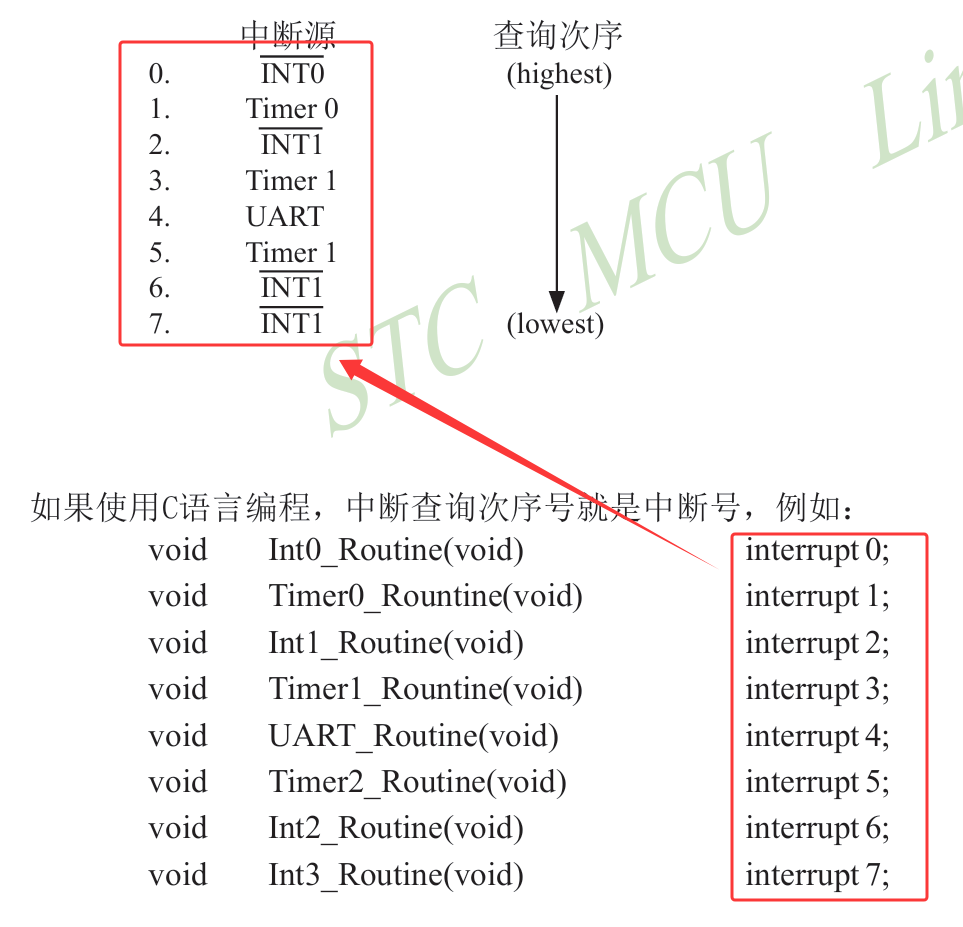 中断源 查询次序
0. INT0 (highest)
1. Timer 0
2. INT1
3. Timer 1
4. UART
5. Timer 1
6. INT1
7. INT1 (lowest)
STC MCU Lin
如果使用C语言编程，中断查询次序号就是中断号，例如：
void Int0_Routine(void) interrupt 0;
void Timer0_Rountine(void) interrupt 1;
void Int1_Routine(void) interrupt 2;
void Timer1_Rountine(void) interrupt 3;
void UART_Routine(void) interrupt 4;
void Timer2_Routine(void) interrupt 5;
void Int2_Routine(void) interrupt 6;
void Int3_Routine(void) interrupt 7;